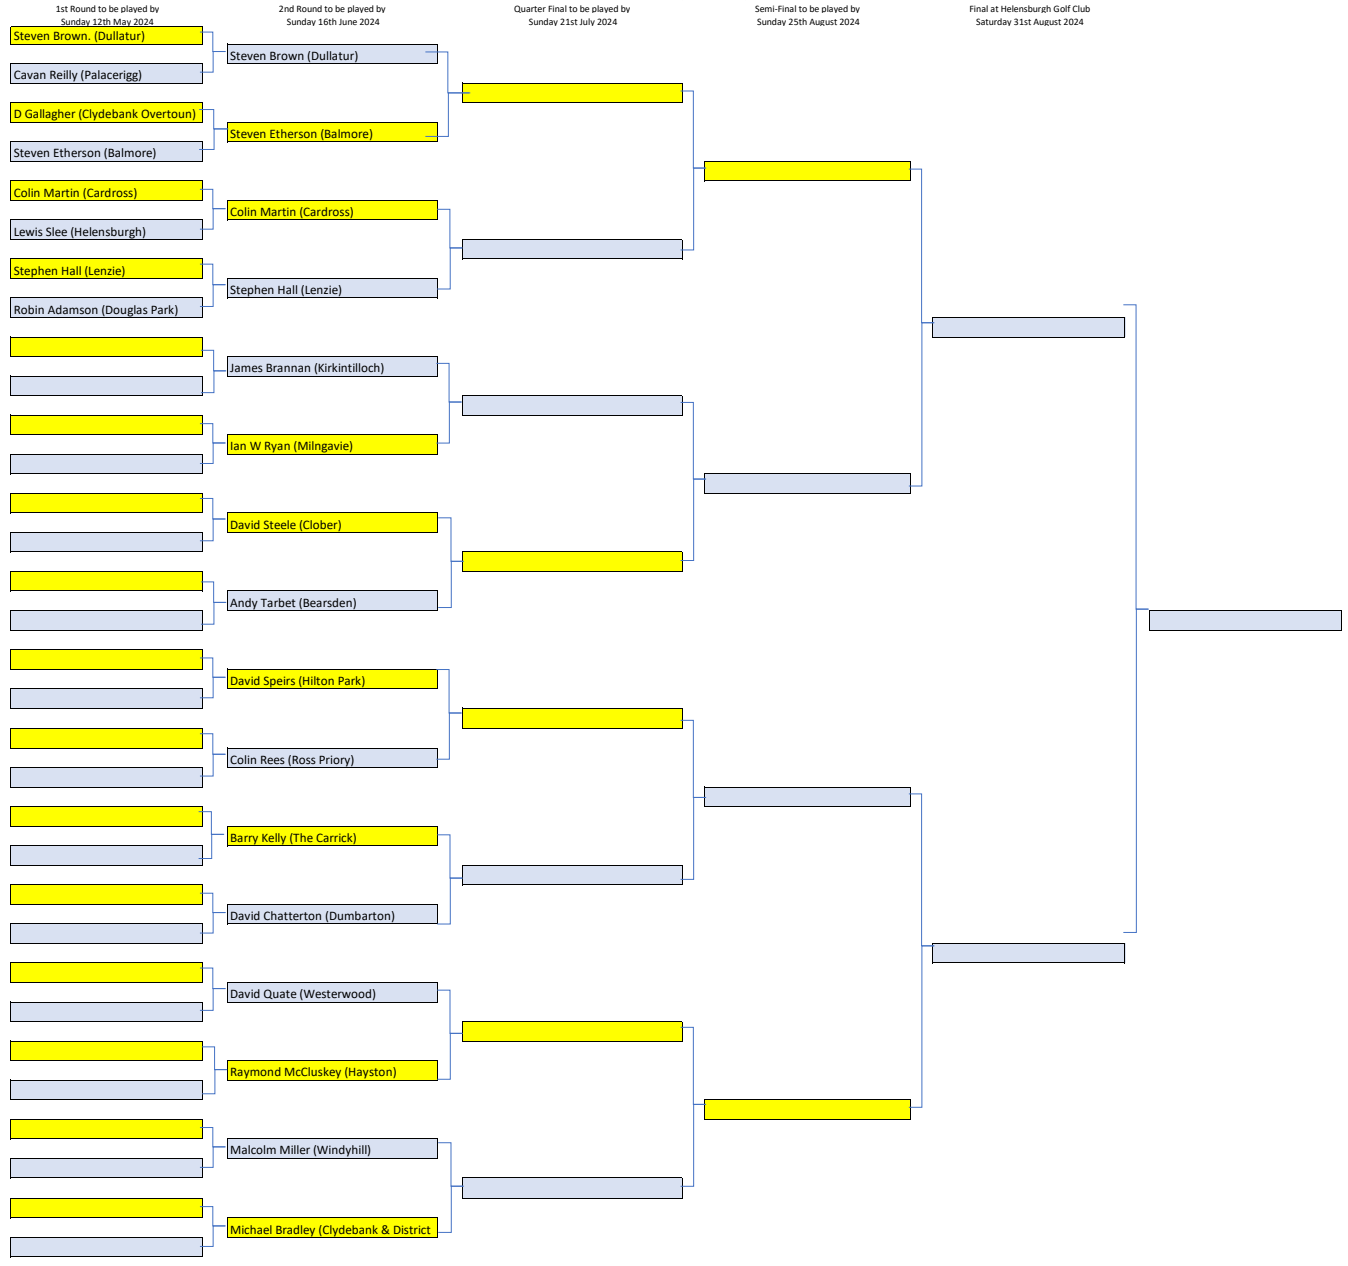 1st Round to be played by
Sunday 12th May 2024
2nd Round to be played by
Sunday 16th June 2024
Quarter Final to be played by
Sunday 21st July 2024
Semi-Final to be played by
Sunday 25th August 2024
Final at Helensburgh Golf Club
Saturday 31st August 2024
Steven Brown. (Dullatur)
Cavan Reilly (Palacerigg)
D Gallagher (Clydebank Overtoun)
Steven Etherson (Balmore)
Colin Martin (Cardross)
Lewis Slee (Helensburgh)
Stephen Hall (Lenzie)
Robin Adamson (Douglas Park)
Steven Brown (Dullatur)
Steven Etherson (Balmore)
Colin Martin (Cardross)
Stephen Hall (Lenzie)
James Brannan (Kirkintilloch)
Ian W Ryan (Milngavie)
David Steele (Clober)
Andy Tarbet (Bearsden)
David Speirs (Hilton Park)
Colin Rees (Ross Priory)
Barry Kelly (The Carrick)
David Chatterton (Dumbarton)
David Quate (Westerwood)
Raymond McCluskey (Hayston)
Malcolm Miller (Windyhill)
Michael Bradley (Clydebank & District